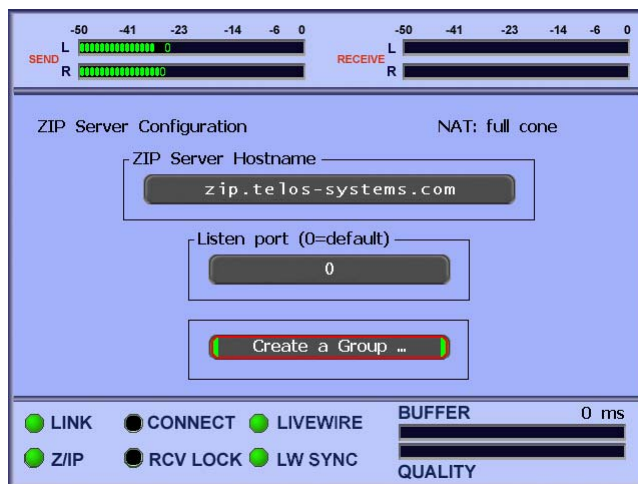 -50 -41 -23 -14 -6 0
-50 -41 -23 -14 -6 0
SEND
L
0
R
0
RECEIVE
L
R
ZIP Server Configuration
NAT: full cone
ZIP Server Hostname
zip.telos-systems.com
Listen port (0=default)
0
Create a Group …
LINK CONNECT LIVEWIRE
Z/IP RCV LOCK LW SYNC
BUFFER 0 ms
QUALITY